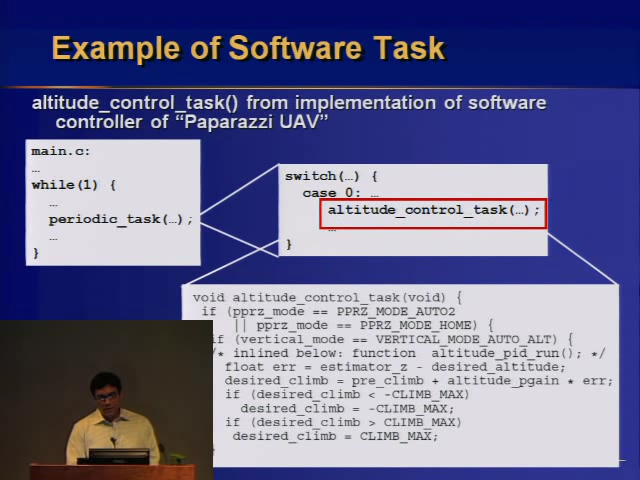 Example of Software Task
altitude_control_task() from implementation of software
controller of “Paparazzi UAV”
main.c:
…
while(1) {
…
periodic_task(…);
…
}
switch(…) {
case 0: …
altitude_control_task(…);
…
}
void altitude_control_task(void) {
if (pprz_mode == PPRZ_MODE_AUTO2
|| pprz_mode == PPRZ_MODE_HOME) {
if (vertical_mode == VERTICAL_MODE_AUTO_ALT) {
/* inlined below: function altitude_pid_run(); */
float err = estimator_z - desired_altitude;
desired_climb = pre_climb + altitude_pgain * err;
if (desired_climb < -CLIMB_MAX)
desired_climb = -CLIMB_MAX;
if (desired_climb > CLIMB_MAX)
desired_climb = CLIMB_MAX;
}